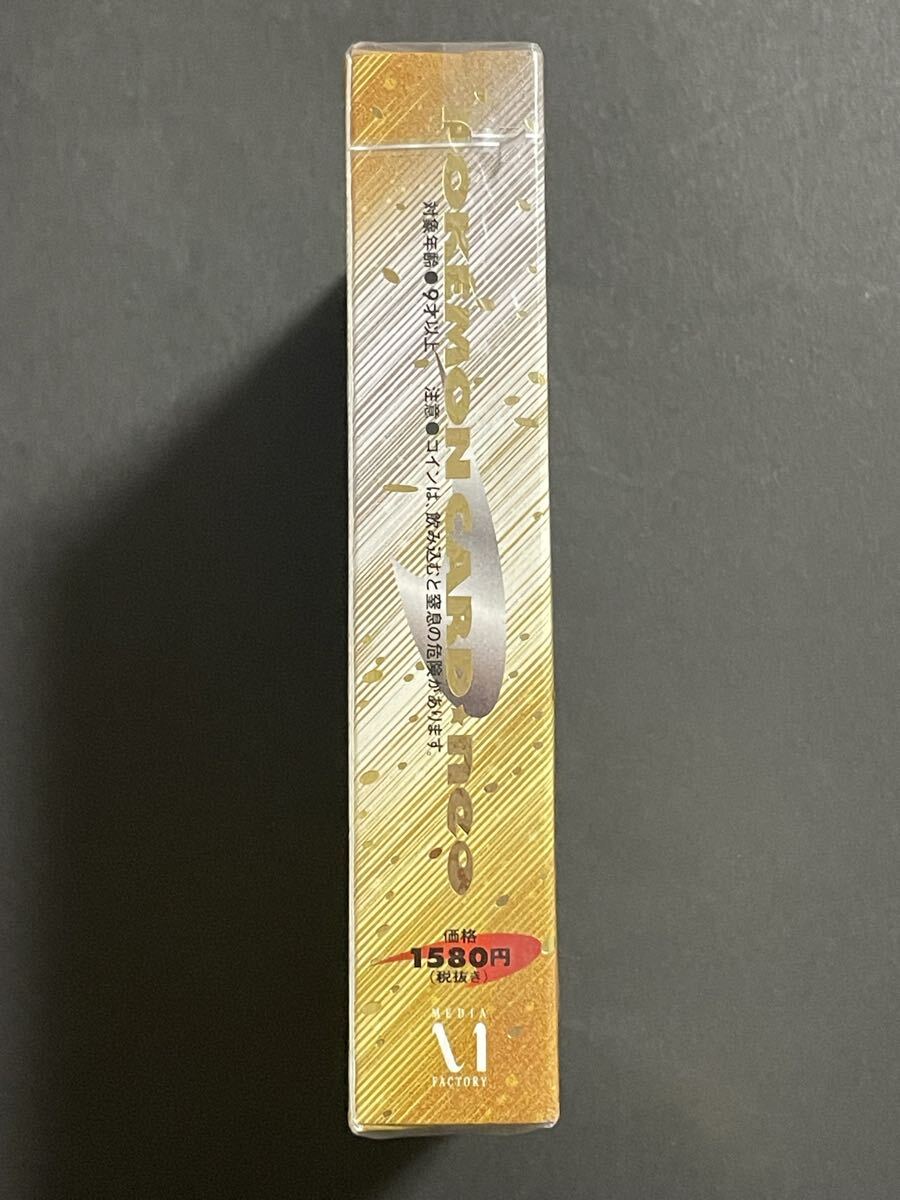 POKÉMON CARD★neo
対象年齢●9才以上 注意●コインは、飲み込むと窒息の危険があります。
価格
1580円
（税抜き）
MEDIA
FACTORY